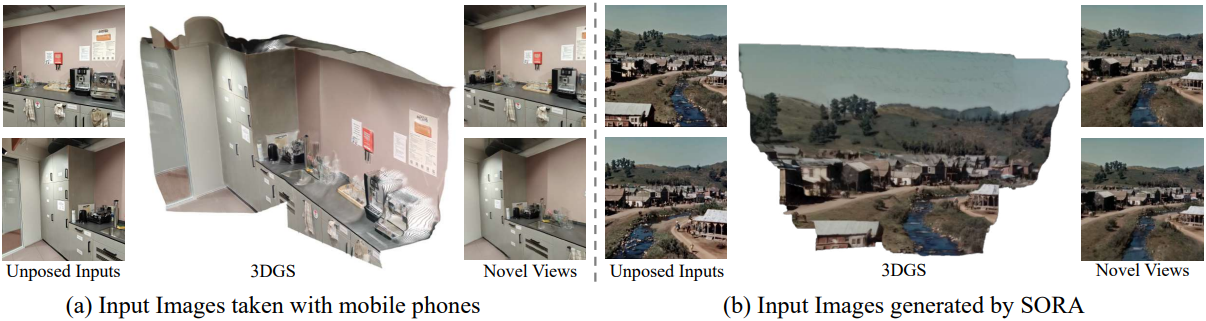 Unposed Inputs
3DGS
Novel Views
Unposed Inputs
3DGS
Novel Views
(a) Input Images taken with mobile phones
(b) Input Images generated by SORA